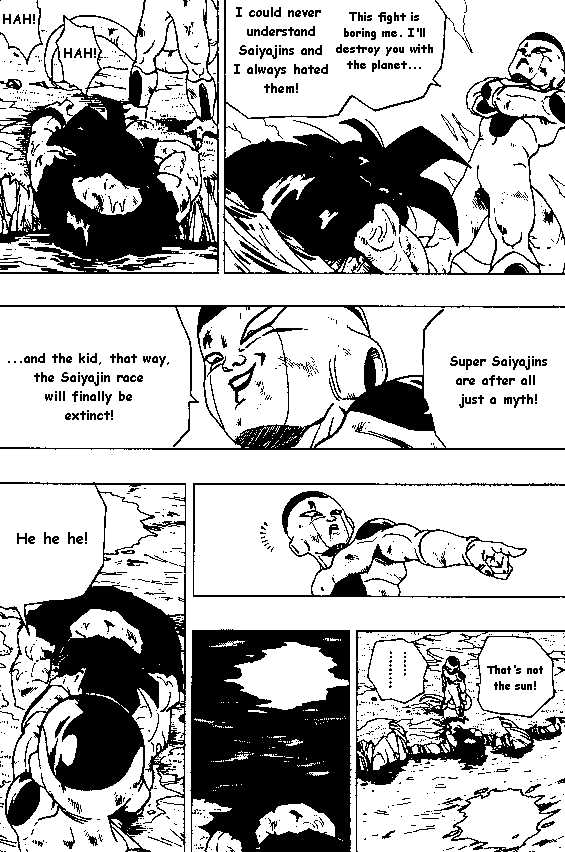 HAH!
HAH!
I could never
understand
Saiyajins and
I always hated
them!
This fight is
boring me. I'll
destroy you with
the planet...
...and the kid, that way,
the Saiyajin race
will finally be
extinct!
Super Saiyajins
are after all
just a myth!
He he he!
........
........
That's not
the sun!